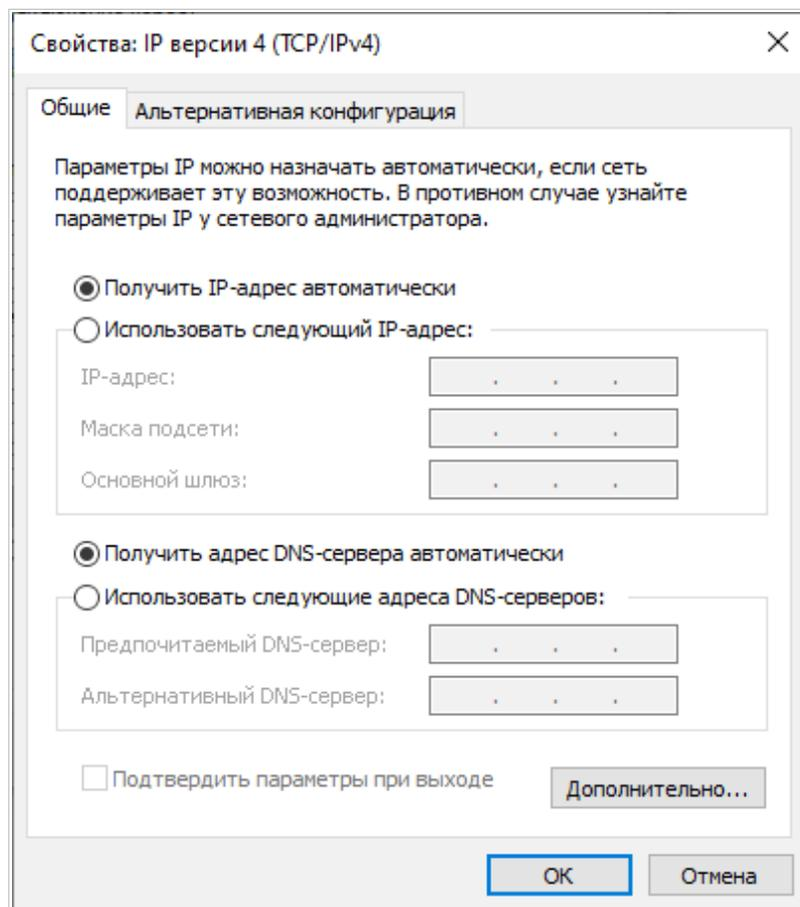 Свойства: IP версии 4 (TCP/IPv4)
Общие
Альтернативная конфигурация
Параметры IP можно назначать автоматически, если сеть
поддерживает эту возможность. В противном случае узнайте
параметры IP у сетевого администратора.
Получить IP-адрес автоматически
Использовать следующий IP-адрес:
IP-адрес:
Маска подсети:
Основной шлюз:
Получить адрес DNS-сервера автоматически
Использовать следующие адреса DNS-серверов:
Предпочитаемый DNS-сервер:
Альтернативный DNS-сервер:
Подтвердить параметры при выходе
Дополнительно...
ОК
Отмена